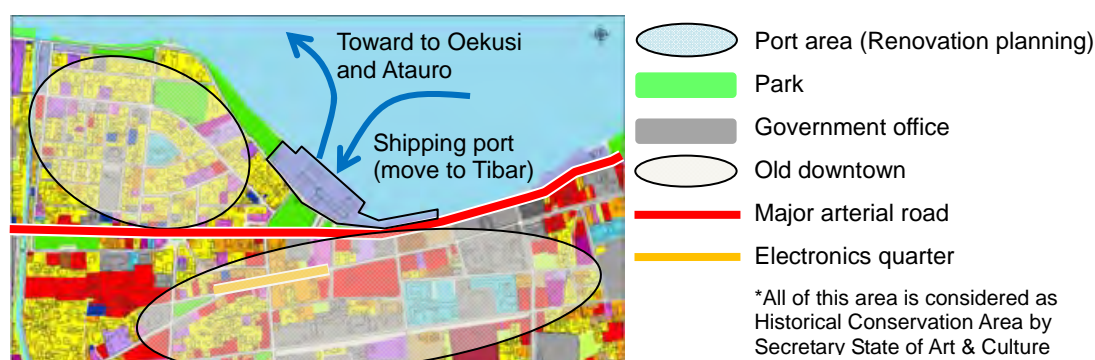 Toward to Oekusi
and Atauro
Shipping port
(move to Tibar)
Port area (Renovation planning)
Park
Government office
Old downtown
Major arterial road
Electronics quarter
*All of this area is considered as
Historical Conservation Area by
Secretary State of Art & Culture